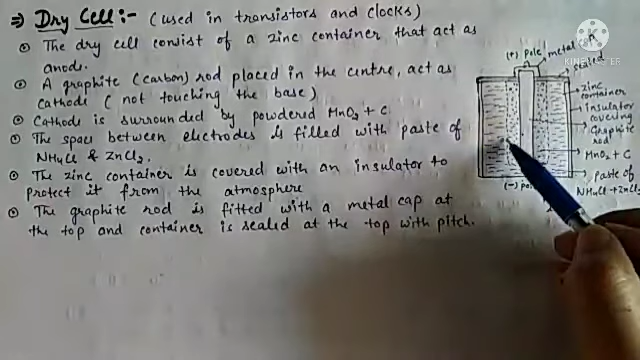 ⇒ Dry Cell:- (used in transistors and clocks)
The dry cell consist of a zinc container that act as
anode.
A graphite (carbon) rod placed in the centre, act as
cathode (not touching the base)
Cathode is surrounded by powdered MnO2 + C
The space between electrodes is filled with paste of
NH4Cl & ZnCl2.
The zinc container is covered with an insulator to
protect it from the atmosphere
The graphite rod is fitted with a metal cap at
the top and container is sealed at the top with pitch.
(+) pole
metal
zinc
container
insulator
covering
Graphite
rod
MnO2 + C
Paste of
NH4Cl + ZnCl2
(-)
KINEMASTER